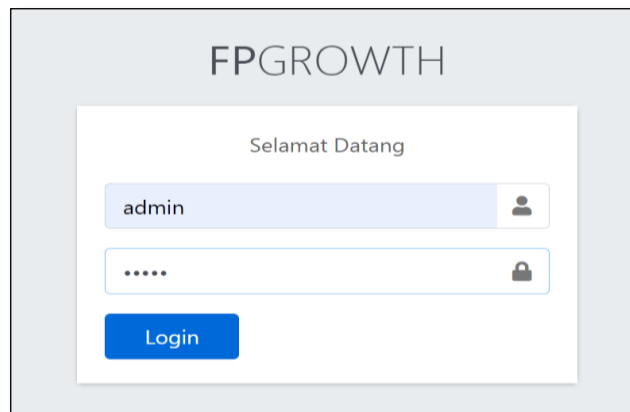 FPGROWTH
Selamat Datang
admin
•••••
Login